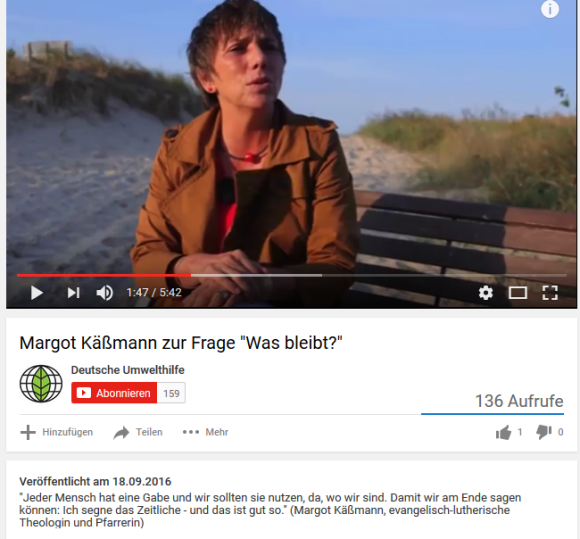 1:47 / 5:42
Margot Käßmann zur Frage "Was bleibt?"
Deutsche Umwelthilfe
Abonnieren 159
136 Aufrufe
Hinzufügen Teilen Mehr 1 0
Veröffentlicht am 18.09.2016
"Jeder Mensch hat eine Gabe und wir sollten sie nutzen, da, wo wir sind. Damit wir am Ende sagen
können: Ich segne das Zeitliche - und das ist gut so." (Margot Käßmann, evangelisch-lutherische
Theologin und Pfarrerin)